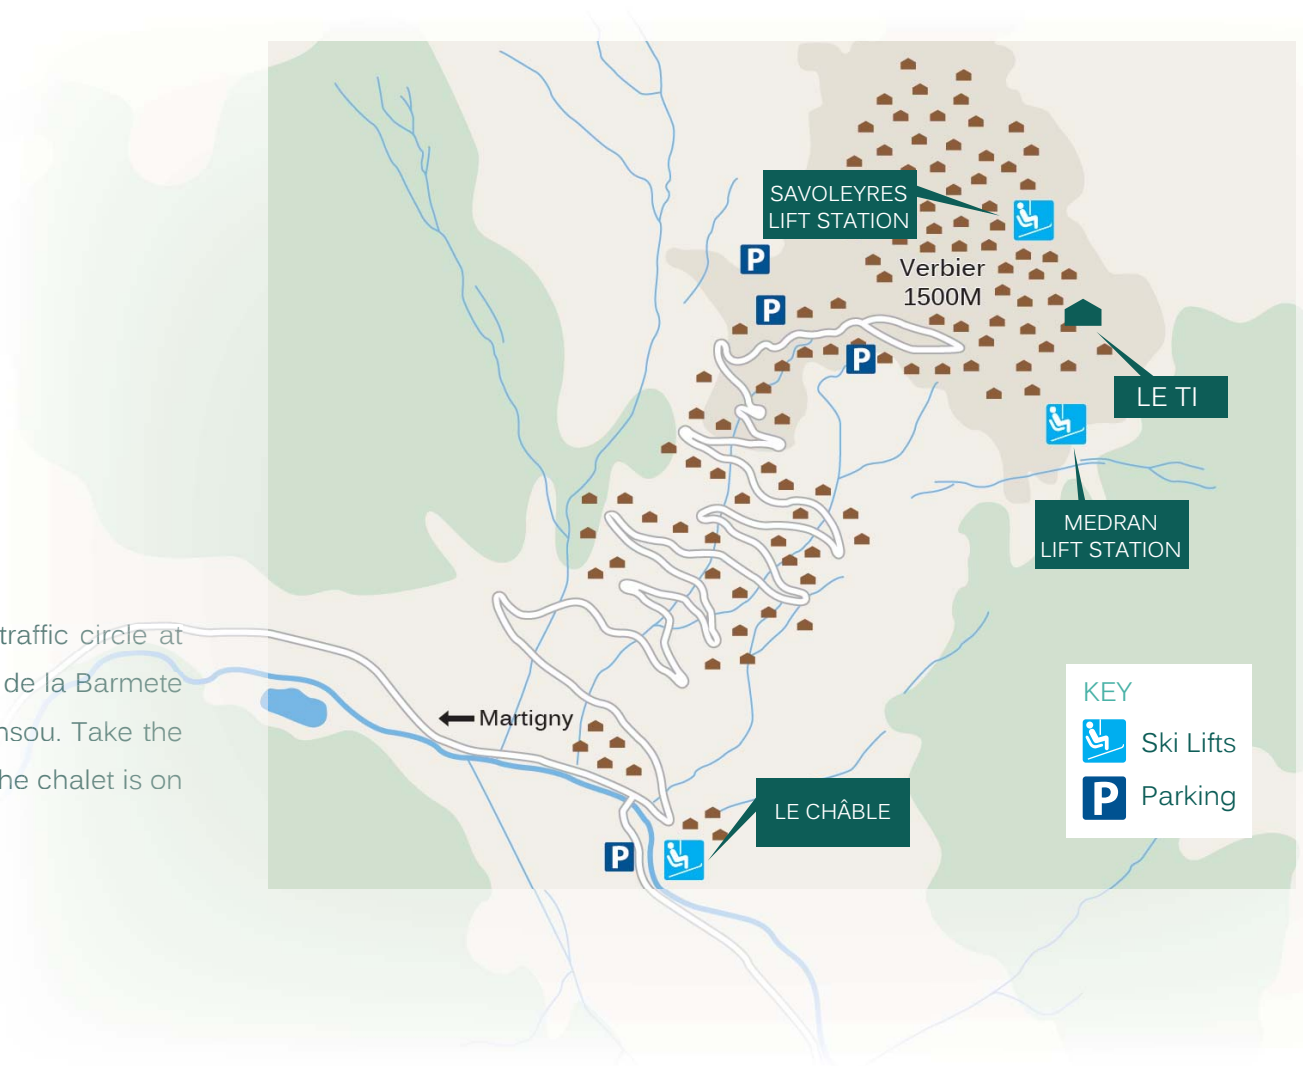 SAVOLEYRES
LIFT STATION
P
Verbier
1500M
P
P
LE TI
MEDRAN
LIFT STATION
traffic circle at
de la Barmete
nsou. Take the
he chalet is on
Martigny
KEY
Ski Lifts
P Parking
LE CHÂBLE
P